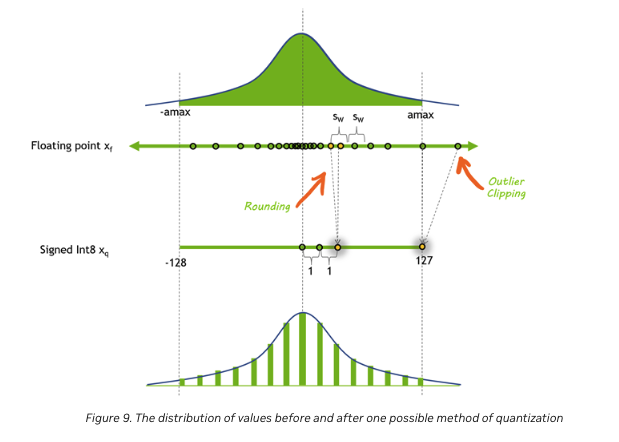 -amax
amax
sw sw
Floating point xf
Rounding
Outlier
Clipping
Signed Int8 xq
-128
127
1 1
Figure 9. The distribution of values before and after one possible method of quantization